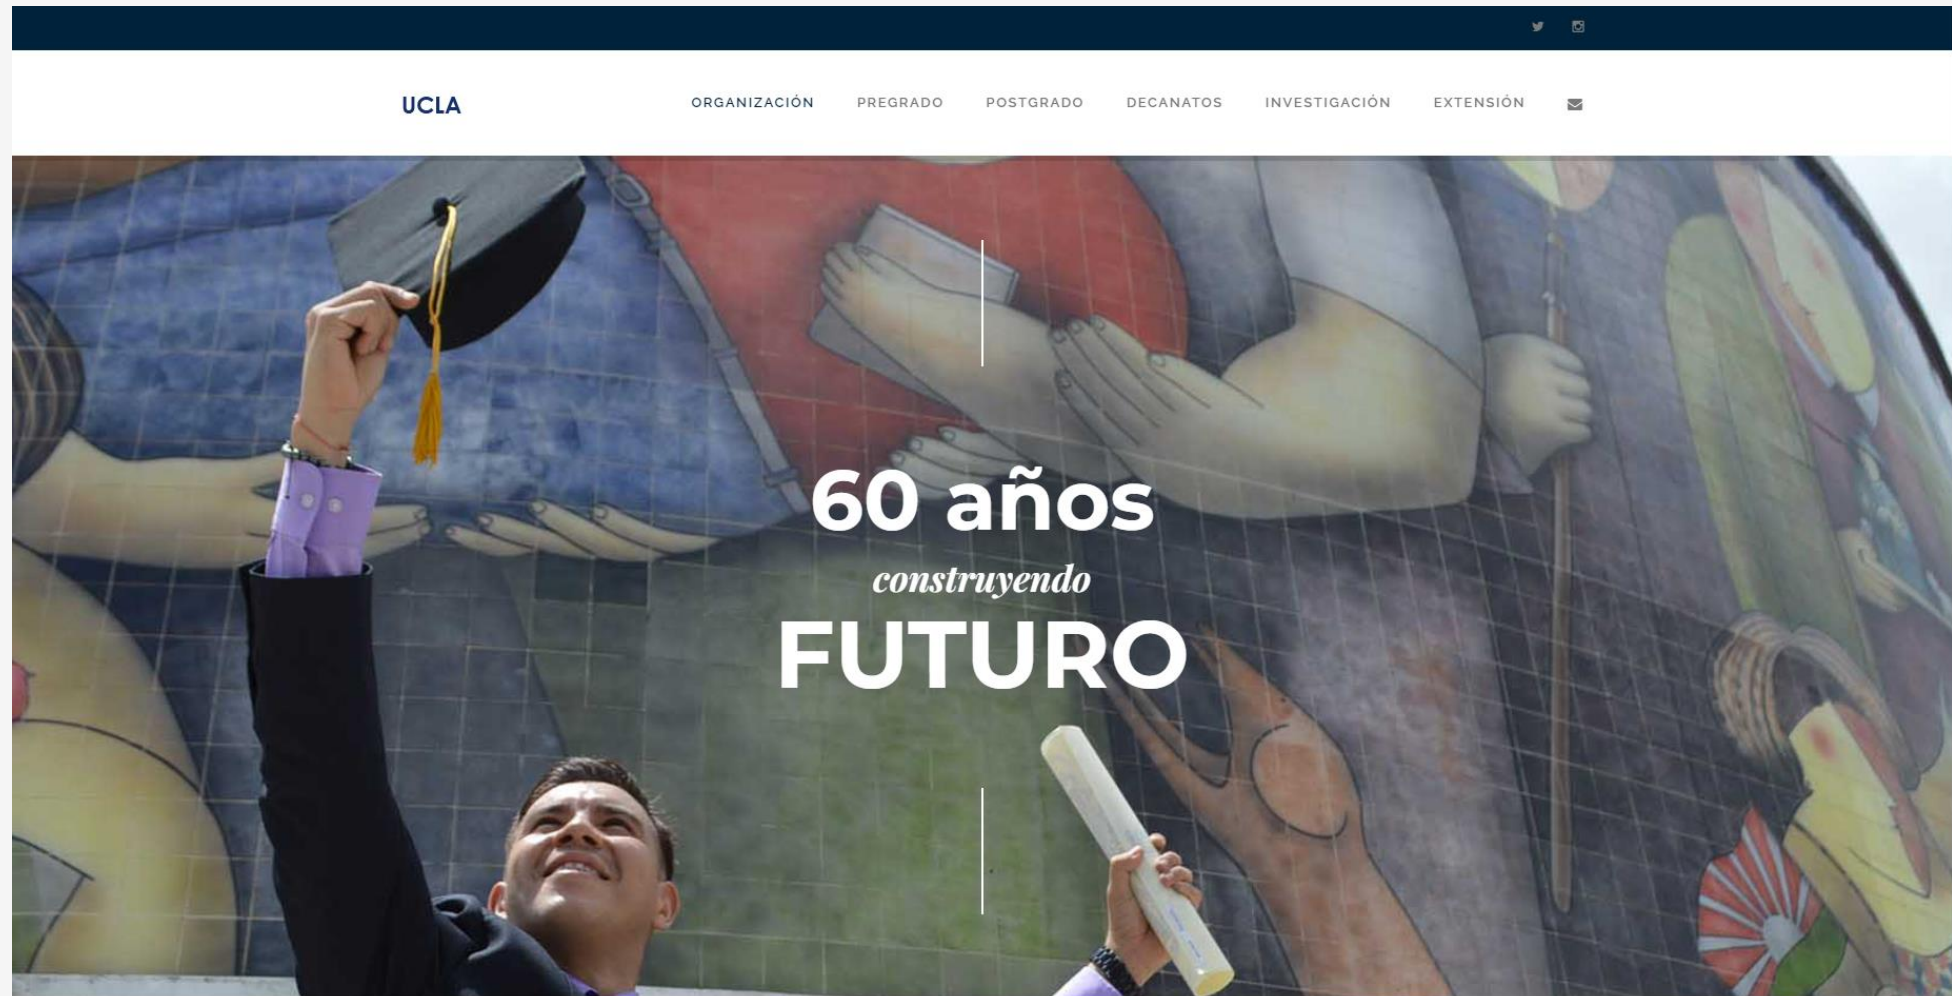 UCLA
ORGANIZACIÓN PREGRADO POSTGRADO DECANATOS INVESTIGACIÓN EXTENSIÓN
60 años
construyendo
FUTURO